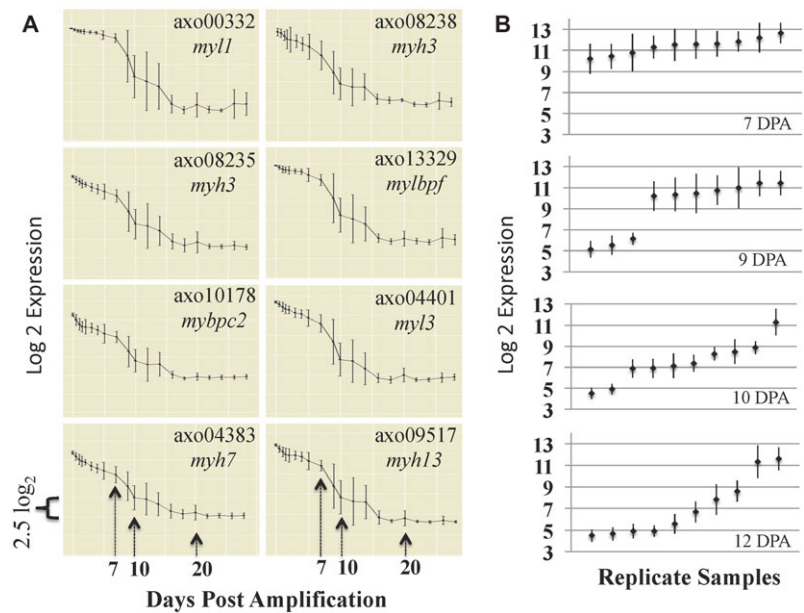 A
axo00332
myl1
axo08238
myh3
axo08235
myh3
axo13329
mylbpf
axo10178
mybpc2
axo04401
myl3
axo04383
myh7
axo09517
myh13
Log 2 Expression
2.5 log2
7 10 20 7 10 20
Days Post Amplification
B
Log 2 Expression
13
11
9
7
5
3
7 DPA
13
11
9
7
5
3
9 DPA
13
11
9
7
5
3
10 DPA
13
11
9
7
5
3
12 DPA
Replicate Samples